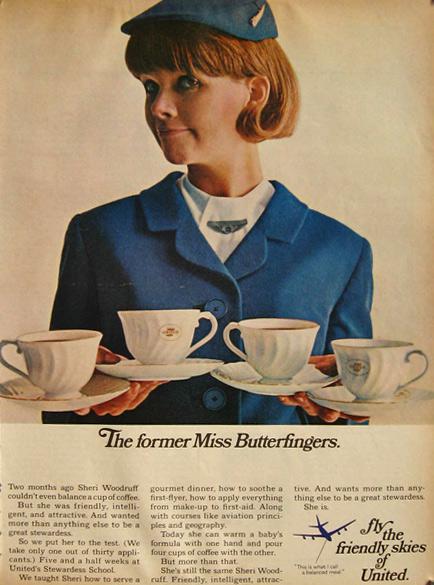 The former Miss Butterfingers.
Two months ago Sheri Woodruff
couldn't even balance a cup of coffee.
But she was friendly, intelli-
gent, and attractive. And wanted
more than anything else to be a
great stewardess.
So we put her to the test. (We
take only one out of thirty appli-
cants.) Five and a half weeks at
United's Stewardess School.
We taught Sheri how to serve a
gourmet dinner, how to soothe a
first-flyer, how to apply everything
from make-up to first-aid. Along
with courses like aviation princi-
ples and geography.
Today she can warm a baby's
formula with one hand and pour
four cups of coffee with the other.
But more than that.
She's still the same Sheri Wood-
ruff. Friendly, intelligent, attrac-
tive. And wants more than any-
thing else to be a great stewardess.
She is.
"This is what I call
a balanced meal."
fly
the
friendly skies
of
United.